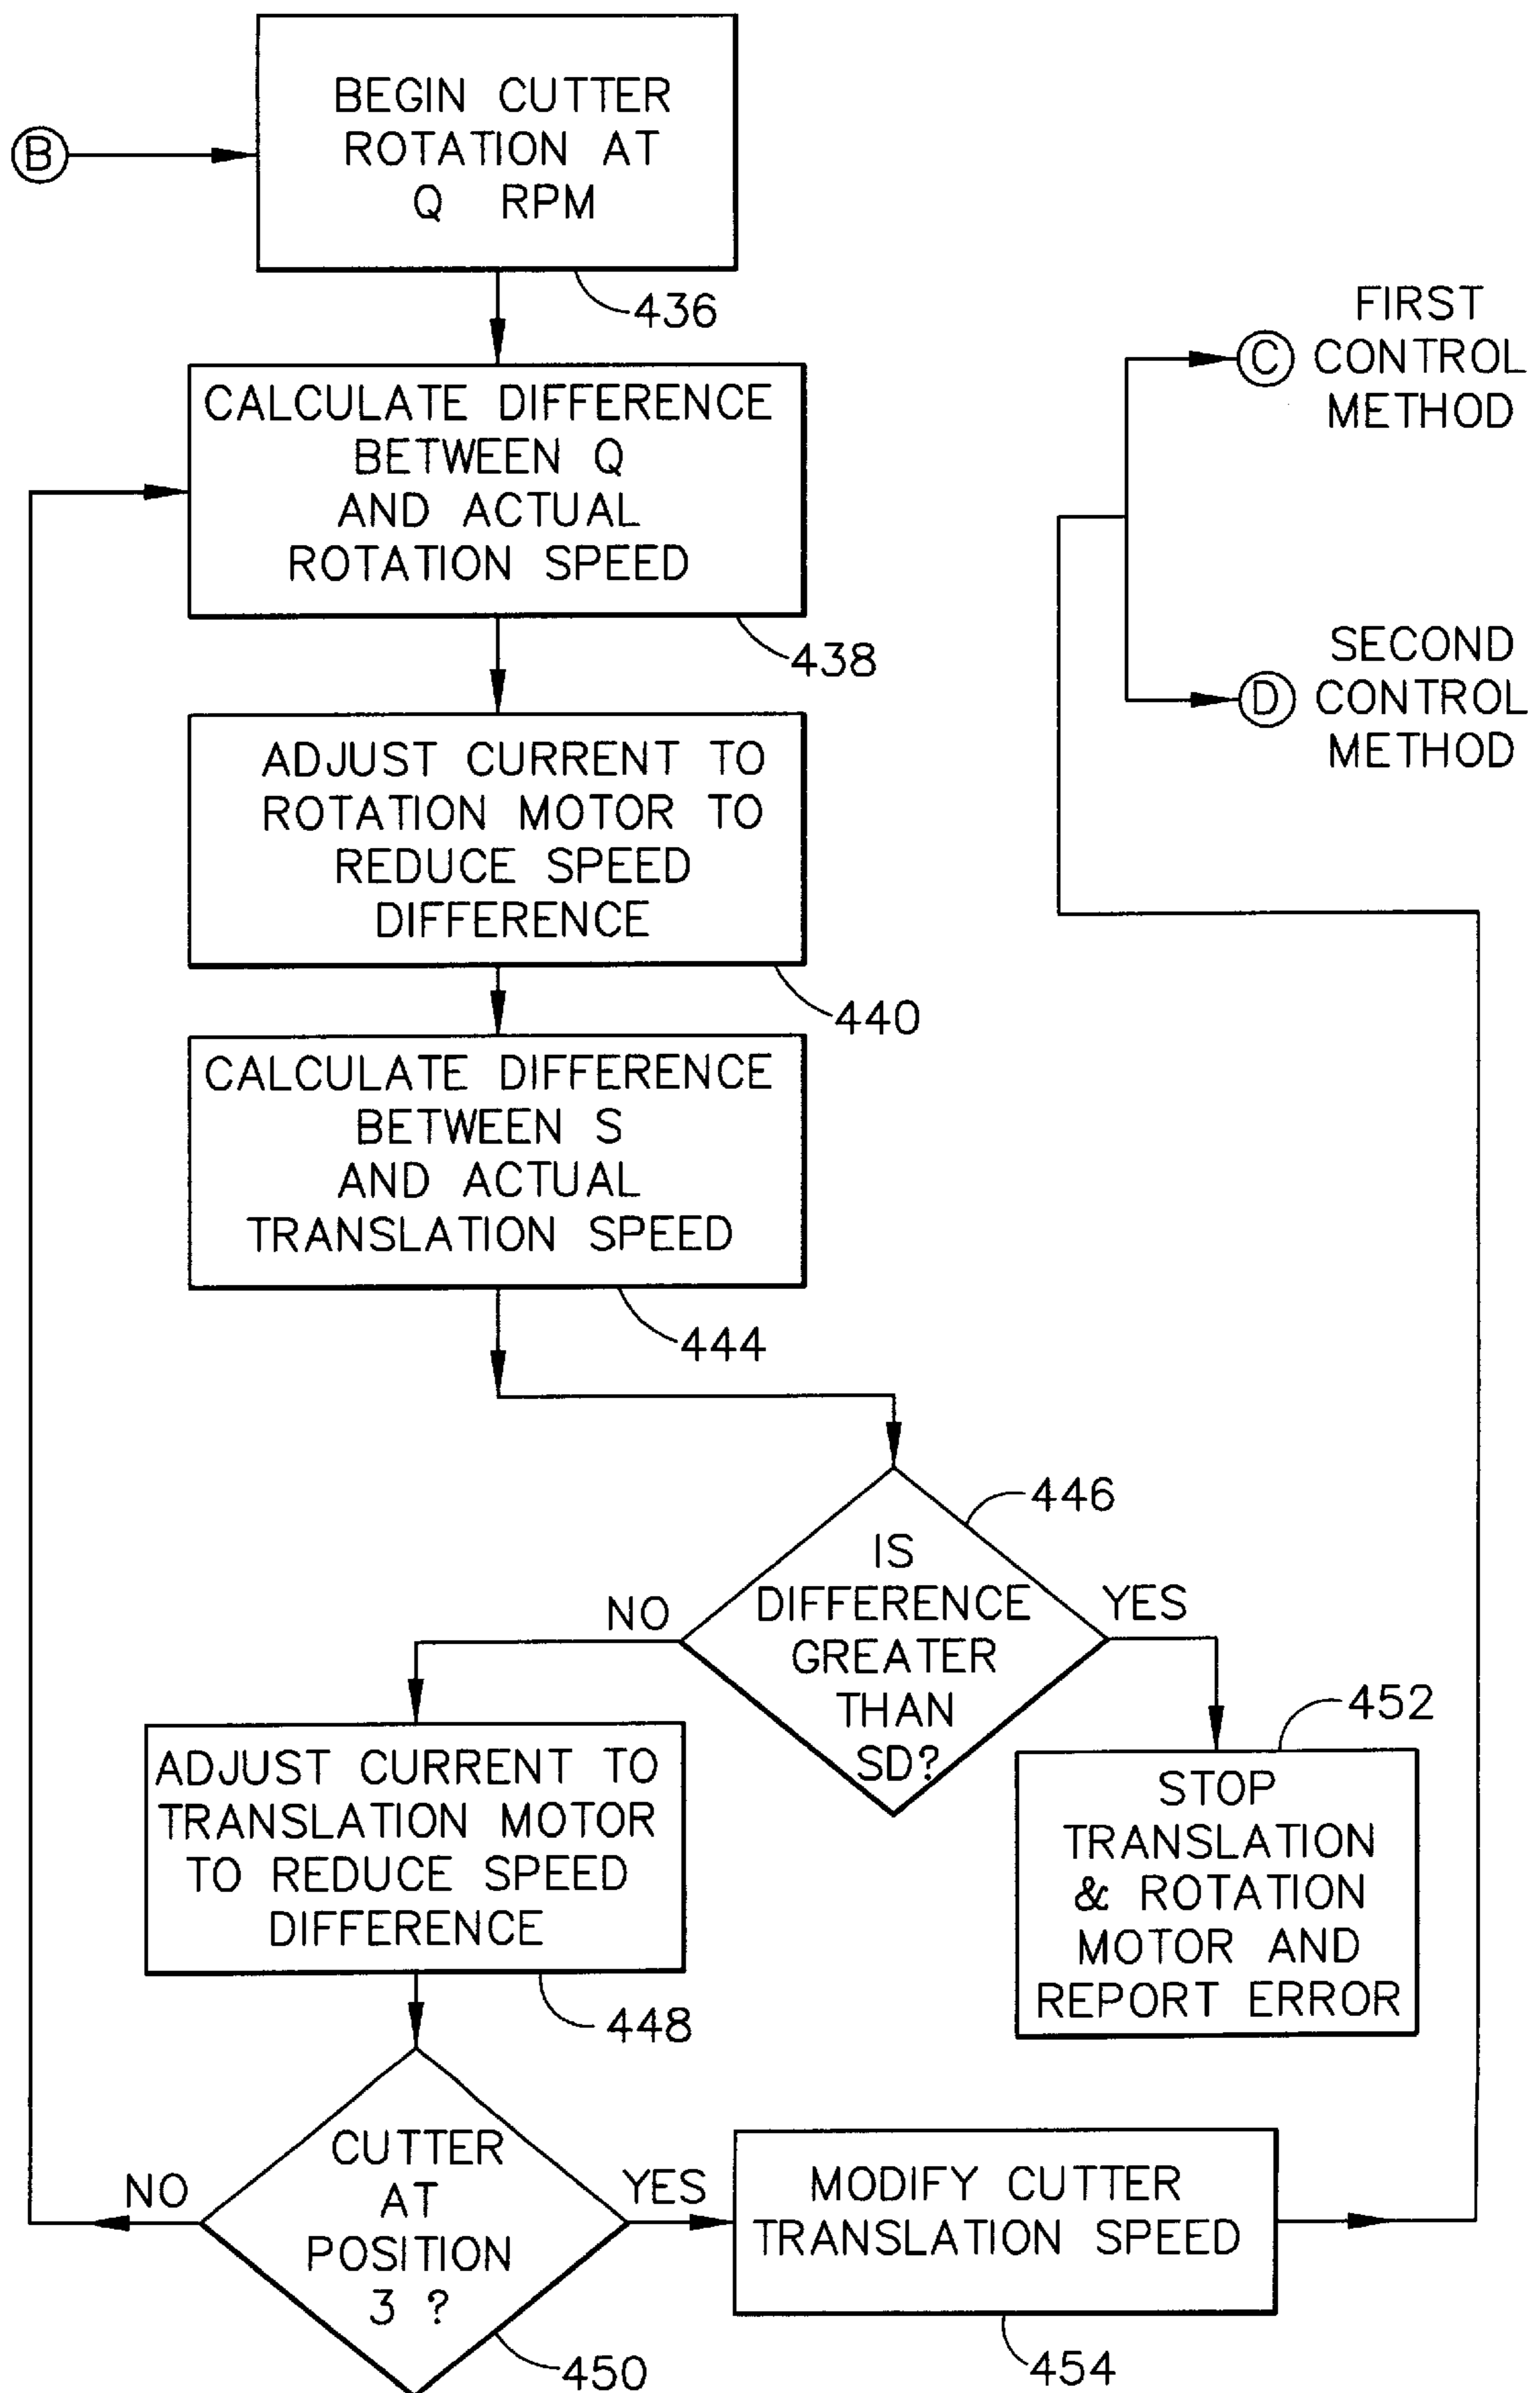 BEGIN CUTTER
ROTATION AT
Q RPM
B
436
FIRST
CONTROL
METHOD
C
CALCULATE DIFFERENCE
BETWEEN Q
AND ACTUAL
ROTATION SPEED
438
SECOND
CONTROL
METHOD
D
ADJUST CURRENT TO
ROTATION MOTOR TO
REDUCE SPEED
DIFFERENCE
440
CALCULATE DIFFERENCE
BETWEEN S
AND ACTUAL
TRANSLATION SPEED
444
446
IS
DIFFERENCE
GREATER
THAN
SD?
NO
YES
452
ADJUST CURRENT TO
TRANSLATION MOTOR
TO REDUCE SPEED
DIFFERENCE
448
STOP
TRANSLATION
& ROTATION
MOTOR AND
REPORT ERROR
CUTTER
AT
POSITION
3 ?
NO
YES
450
MODIFY CUTTER
TRANSLATION SPEED
454